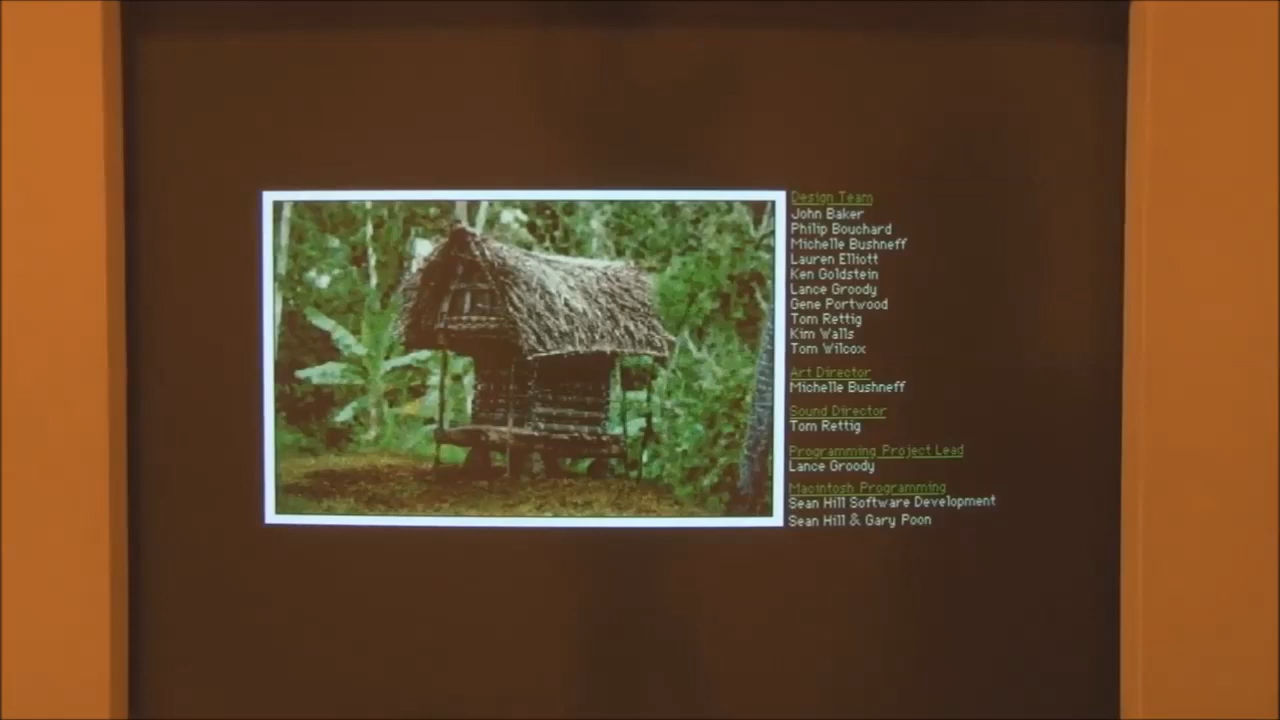 Design Team
John Baker
Philip Bouchard
Michelle Bushneff
Lauren Elliott
Ken Goldstein
Lance Groody
Gene Portwood
Tom Rettig
Kim Walls
Tom Wilcox
Art Director
Michelle Bushneff
Sound Director
Tom Rettig
Programming Project Lead
Lance Groody
Macintosh Programming
Sean Hill Software Development
Sean Hill & Gary Poon